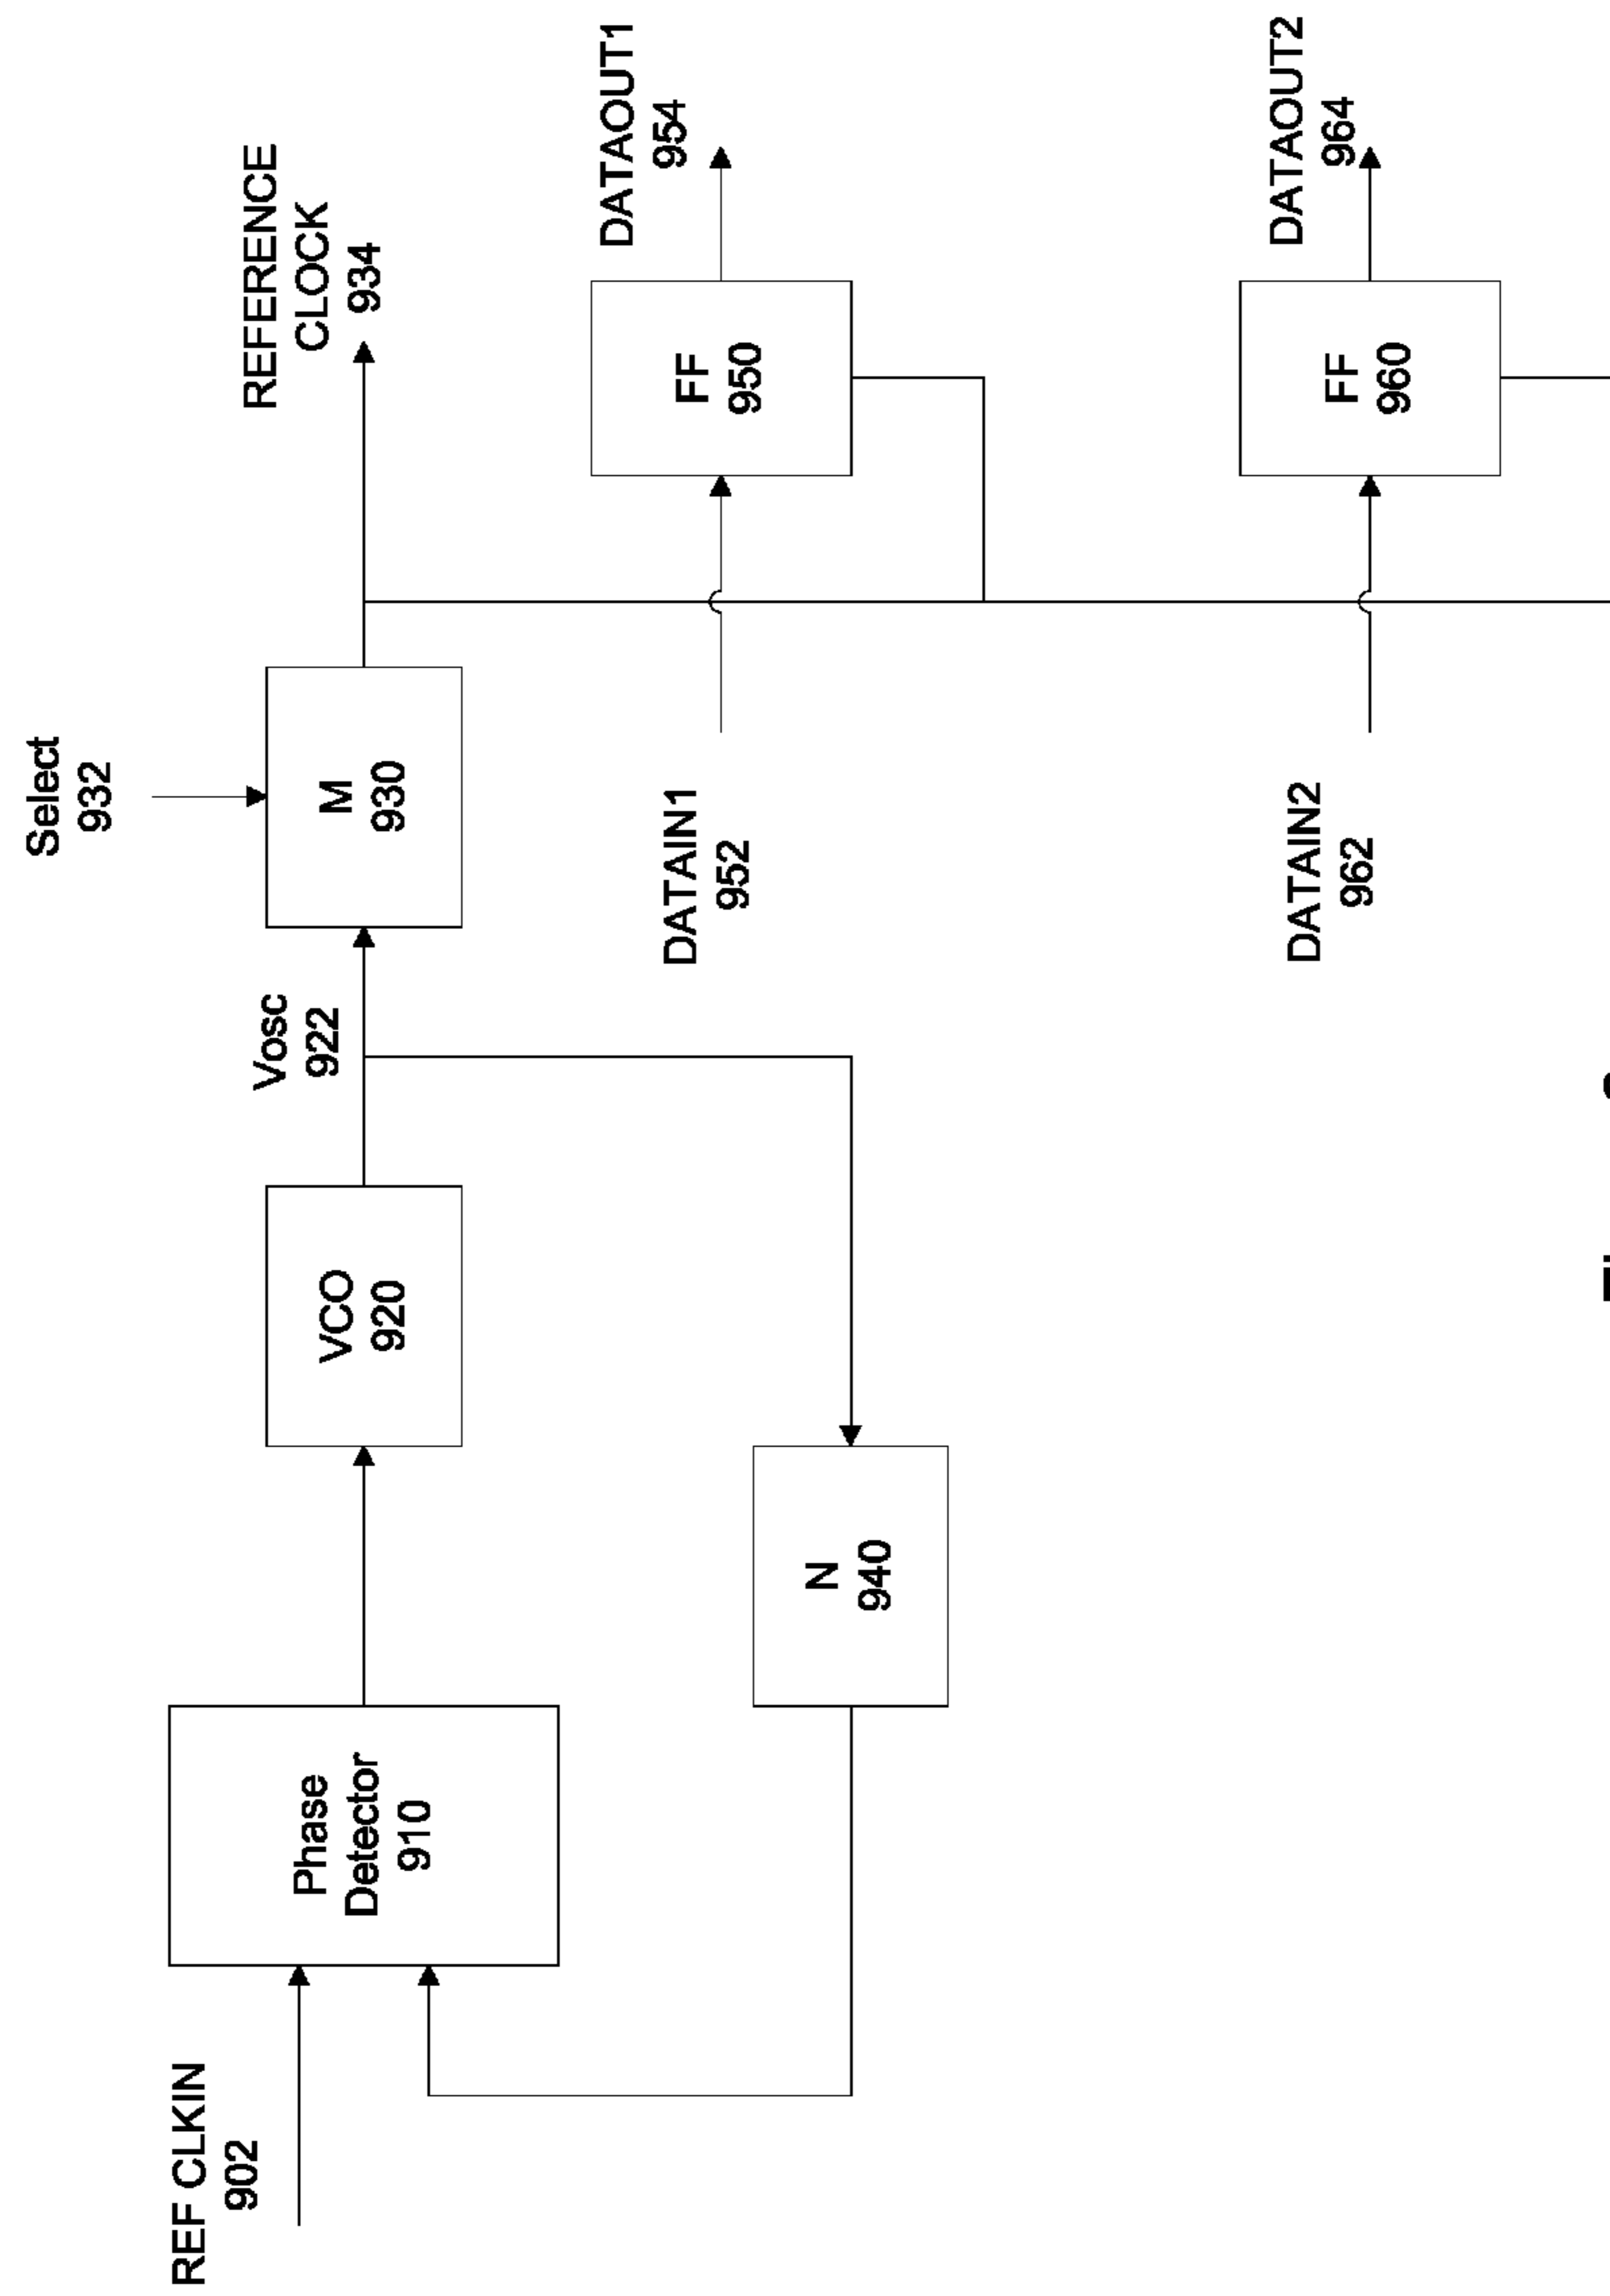 REFERENCE
CLOCK
934
Select
932
Vosc
922
M
930
VCO
920
Phase
Detector
910
REF CLKIN
902
N
940
DATAOUT1
954
FF
950
DATAIN1
952
DATAOUT2
964
FF
960
DATAIN2
962